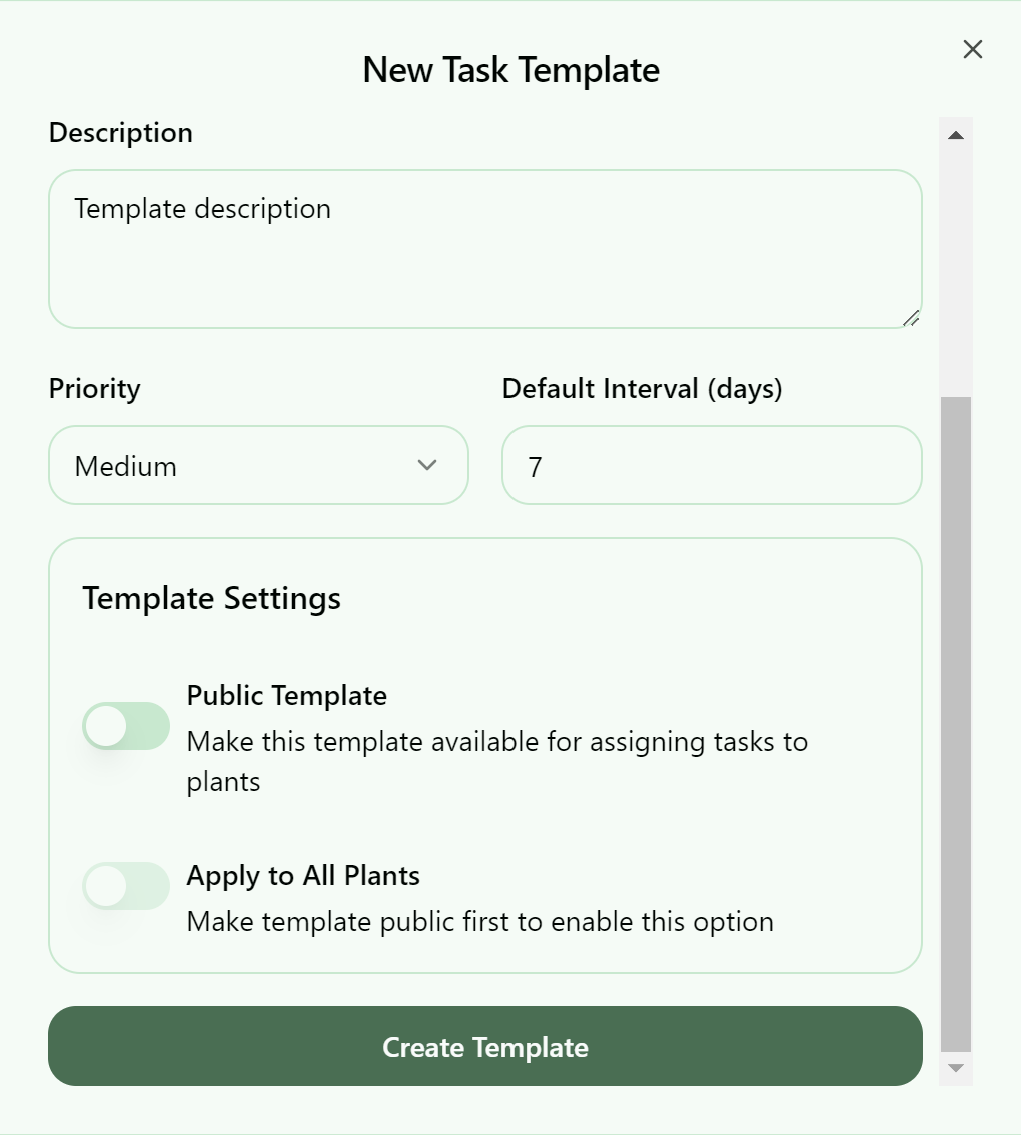 New Task Template
Description
Template description
Priority
Default Interval (days)
Medium
7
Template Settings
Public Template
Make this template available for assigning tasks to
plants
Apply to All Plants
Make template public first to enable this option
Create Template